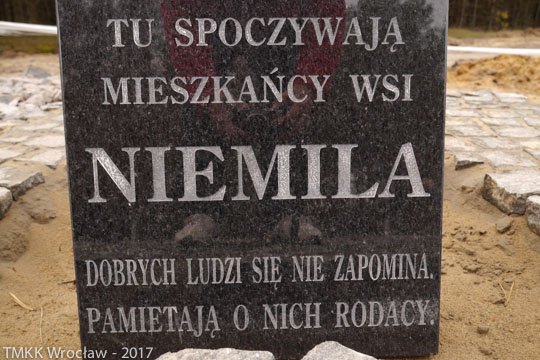 TU SPOCZYWAJĄ
MIESZKAŃCY WSI
NIEMILA
DOBRYCH LUDZI SIĘ NIE ZAPOMINA.
PAMIETAJĄ O NICH RODACY.
TMKK Wrocław - 2017